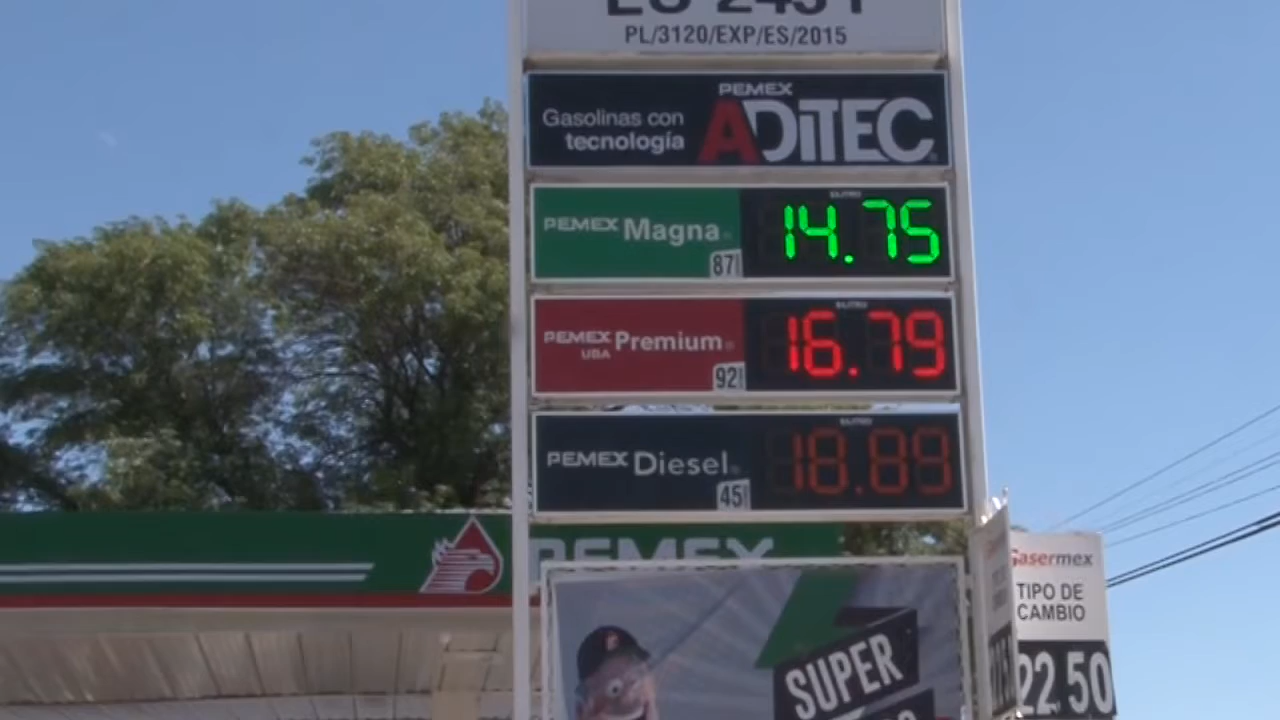 PL/3120/EXP/ES/2015
PEMEX
Gasolinas con
tecnología
ADiTEC
PEMEX Magna
87
14.75
PEMEX Premium
UBA
92
16.79
PEMEX Diesel
45
18.89
PEMEX
Gasermex
TIPO DE
CAMBIO
22,50
SUPER